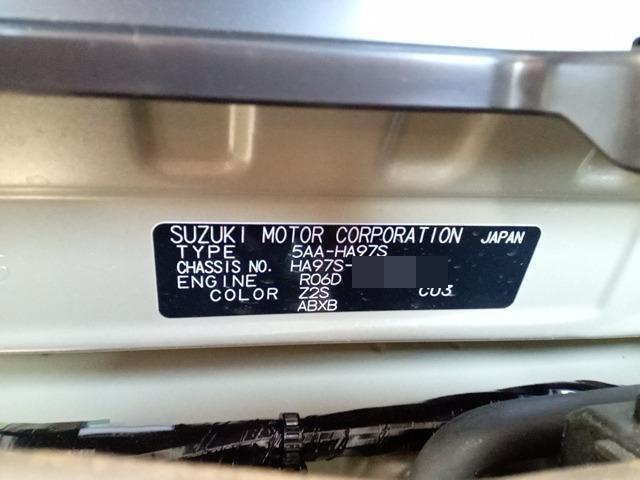 SUZUKI MOTOR CORPORATION JAPAN
TYPE 5AA-HA97S
CHASSIS NO. HA97S-
ENGINE R06D
COLOR Z2S C03
ABXB